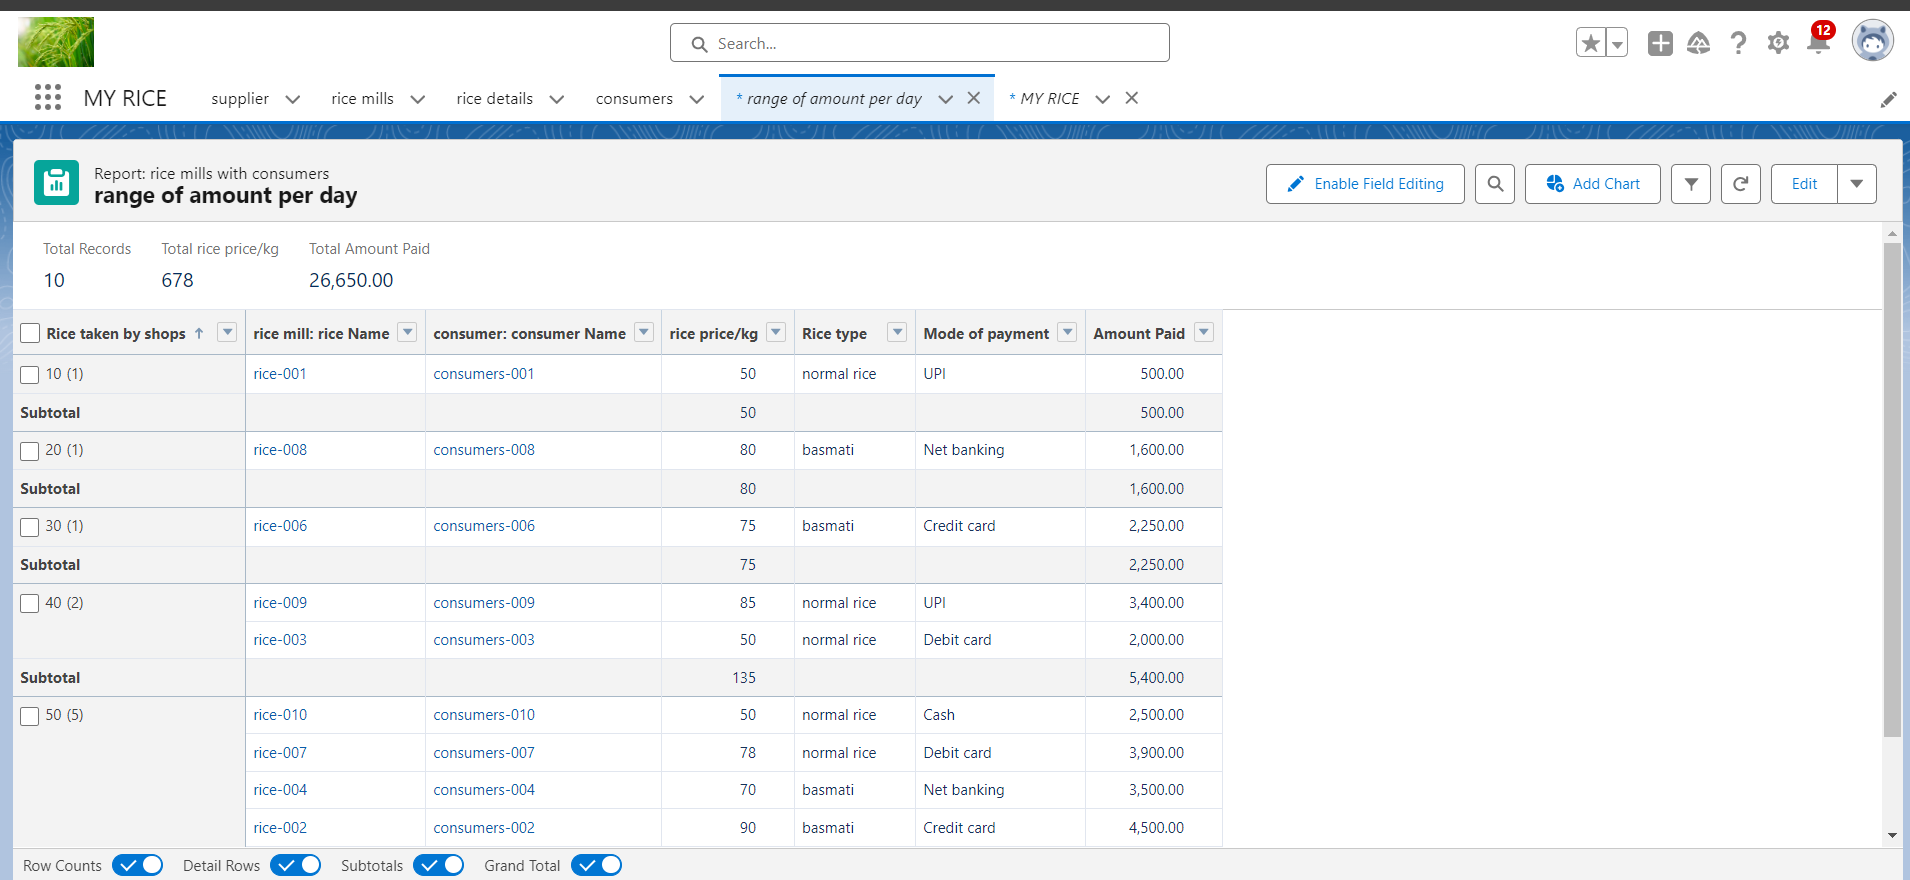 Search...
12
MY RICE supplier rice mills rice details consumers * range of amount per day * MY RICE
Report: rice mills with consumers
range of amount per day
Enable Field Editing Add Chart Edit
Total Records Total rice price/kg Total Amount Paid
10 678 26,650.00
Rice taken by shops ↑ rice mill: rice Name consumer: consumer Name rice price/kg Rice type Mode of payment Amount Paid
10 (1) rice-001 consumers-001 50 normal rice UPI 500.00
Subtotal 50 500.00
20 (1) rice-008 consumers-008 80 basmati Net banking 1,600.00
Subtotal 80 1,600.00
30 (1) rice-006 consumers-006 75 basmati Credit card 2,250.00
Subtotal 75 2,250.00
40 (2) rice-009 consumers-009 85 normal rice UPI 3,400.00
rice-003 consumers-003 50 normal rice Debit card 2,000.00
Subtotal 135 5,400.00
50 (5) rice-010 consumers-010 50 normal rice Cash 2,500.00
rice-007 consumers-007 78 normal rice Debit card 3,900.00
rice-004 consumers-004 70 basmati Net banking 3,500.00
rice-002 consumers-002 90 basmati Credit card 4,500.00
Row Counts Detail Rows Subtotals Grand Total